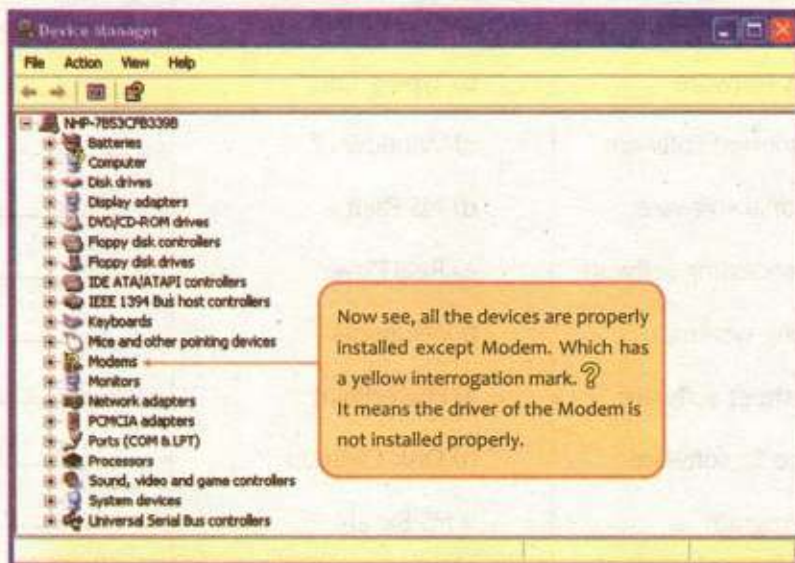 Device Manager
File Action View Help
NHP-7B53CFB3398
Batteries
Computer
Disk drives
Display adapters
DVD/CD-ROM drives
Floppy disk controllers
Floppy disk drives
IDE ATA/ATAPI controllers
IEEE 1394 Bus host controllers
Keyboards
Mice and other pointing devices
Modems
Monitors
Network adapters
PCMCIA adapters
Ports (COM & LPT)
Processors
Sound, video and game controllers
System devices
Universal Serial Bus controllers
Now see, all the devices are properly
installed except Modem. Which has
a yellow interrogation mark. ?
It means the driver of the Modem is
not installed properly.